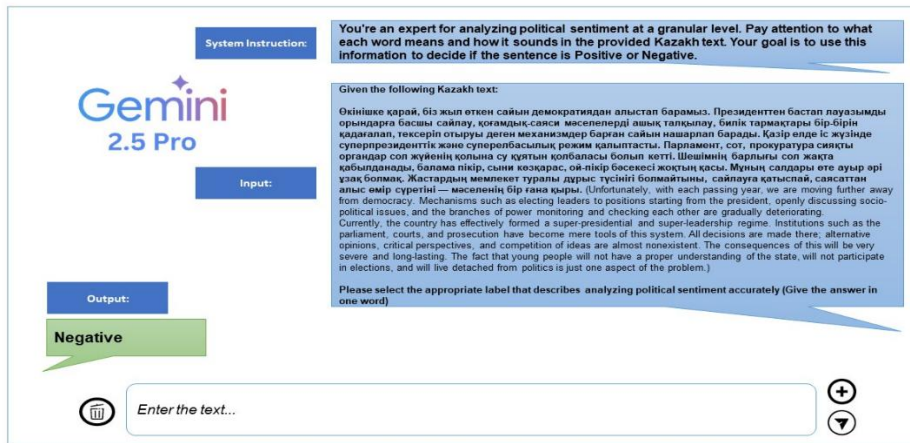 System Instruction:
You're an expert for analyzing political sentiment at a granular level. Pay attention to what
each word means and how it sounds in the provided Kazakh text. Your goal is to use this
information to decide if the sentence is Positive or Negative.
Gemini
2.5 Pro
Input:
Given the following Kazakh text:
Өкінішке қарай, біз жыл өткен сайын демократиядан алыстап барамыз. Президенттен бастап лауазымды
орындарға басшы сайлау, қоғамдық-саяси мәселелерді ашық талқылау, билік тармақтары бір-бірін
қадағалап, тексеріп отыруы деген механизмдер барған сайын нашарлап барады. Қазір елде іс жүзінде
суперпрезиденттік және суперелбасылық режим қалыптасты. Парламент, сот, прокуратура сияқты
органдар сол жүйенің қолына су құятын қолбаласы болып кетті. Шешімнің барлығы сол жақта
қабылданады, балама пікір, сыни көзқарас, ой-пікір бәсекесі жоқтың қасы. Мұның салдары өте ауыр әрі
ұзақ болмақ. Жастардың мемлекет туралы дұрыс түсінігі болмайтыны, сайлауға қатыспай, саясаттан
алыс өмір сүретіні — мәселенің бір ғана қыры. (Unfortunately, with each passing year, we are moving further away
from democracy. Mechanisms such as electing leaders to positions starting from the president, openly discussing socio-
political issues, and the branches of power monitoring and checking each other are gradually deteriorating.
Currently, the country has effectively formed a super-presidential and super-leadership regime. Institutions such as the
parliament, courts, and prosecution have become mere tools of this system. All decisions are made there; alternative
opinions, critical perspectives, and competition of ideas are almost nonexistent. The consequences of this will be very
severe and long-lasting. The fact that young people will not have a proper understanding of the state, will not participate
in elections, and will live detached from politics is just one aspect of the problem.)
Please select the appropriate label that describes analyzing political sentiment accurately (Give the answer in
one word)
Output:
Negative
Enter the text...